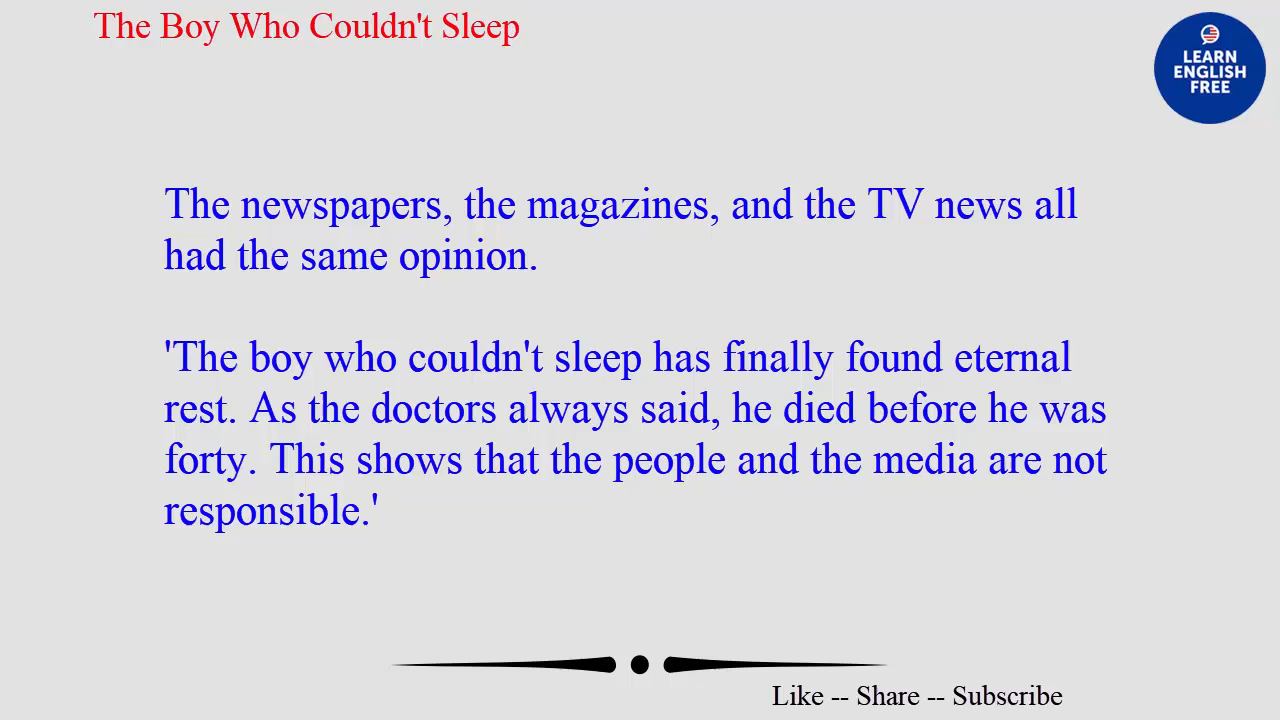 The Boy Who Couldn't Sleep
LEARN
ENGLISH
FREE
The newspapers, the magazines, and the TV news all
had the same opinion.
'The boy who couldn't sleep has finally found eternal
rest. As the doctors always said, he died before he was
forty. This shows that the people and the media are not
responsible.'
Like -- Share -- Subscribe